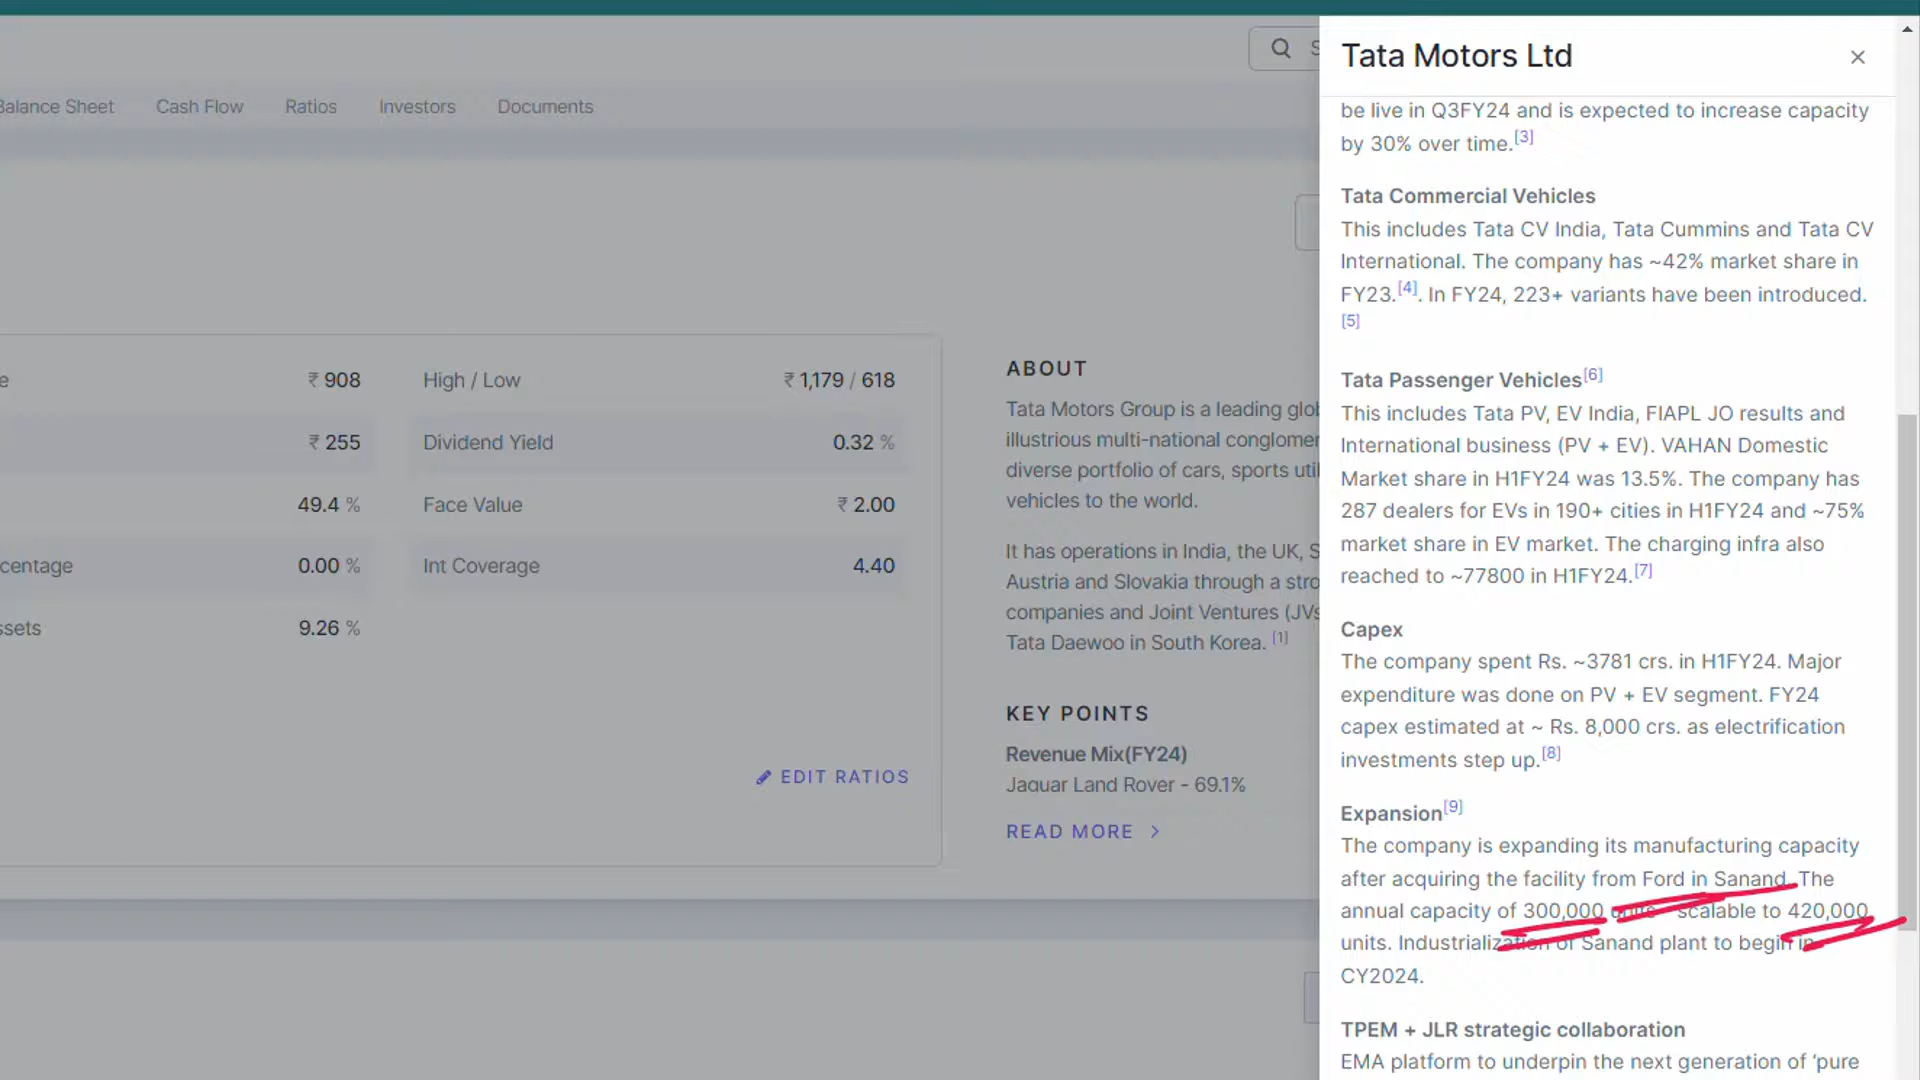 Tata Motors Ltd
Balance Sheet
Cash Flow
Ratios
Investors
Documents
₹ 908
High / Low
₹ 1,179 / 618
₹ 255
Dividend Yield
0.32 %
49.4 %
Face Value
₹ 2.00
0.00 %
Int Coverage
4.40
9.26 %
EDIT RATIOS
ABOUT
Tata Motors Group is a leading
illustrious multi-national
diverse portfolio of cars, sports
vehicles to the world.
It has operations in India, the UK,
Austria and Slovakia through a
companies and Joint Ventures (JVs
Tata Daewoo in South Korea. [1]
KEY POINTS
Revenue Mix(FY24)
Jaguar Land Rover - 69.1%
READ MORE
be live in Q3FY24 and is expected to increase capacity
by 30% over time.[3]
Tata Commercial Vehicles
This includes Tata CV India, Tata Cummins and Tata CV
International. The company has ~42% market share in
FY23.[4]. In FY24, 223+ variants have been introduced.
[5]
Tata Passenger Vehicles[6]
This includes Tata PV, EV India, FIAPL JO results and
International business (PV + EV). VAHAN Domestic
Market share in H1FY24 was 13.5%. The company has
287 dealers for EVs in 190+ cities in H1FY24 and ~75%
market share in EV market. The charging infra also
reached to ~77800 in H1FY24.[7]
Capex
The company spent Rs. ~3781 crs. in H1FY24. Major
expenditure was done on PV + EV segment. FY24
capex estimated at ~ Rs. 8,000 crs. as electrification
investments step up.[8]
Expansion[9]
The company is expanding its manufacturing capacity
after acquiring the facility from Ford in Sanand. The
annual capacity of 300,000 units scalable to 420,000
units. Industrialization of Sanand plant to begin in
CY2024.
TPEM + JLR strategic collaboration
EMA platform to underpin the next generation of ‘pure